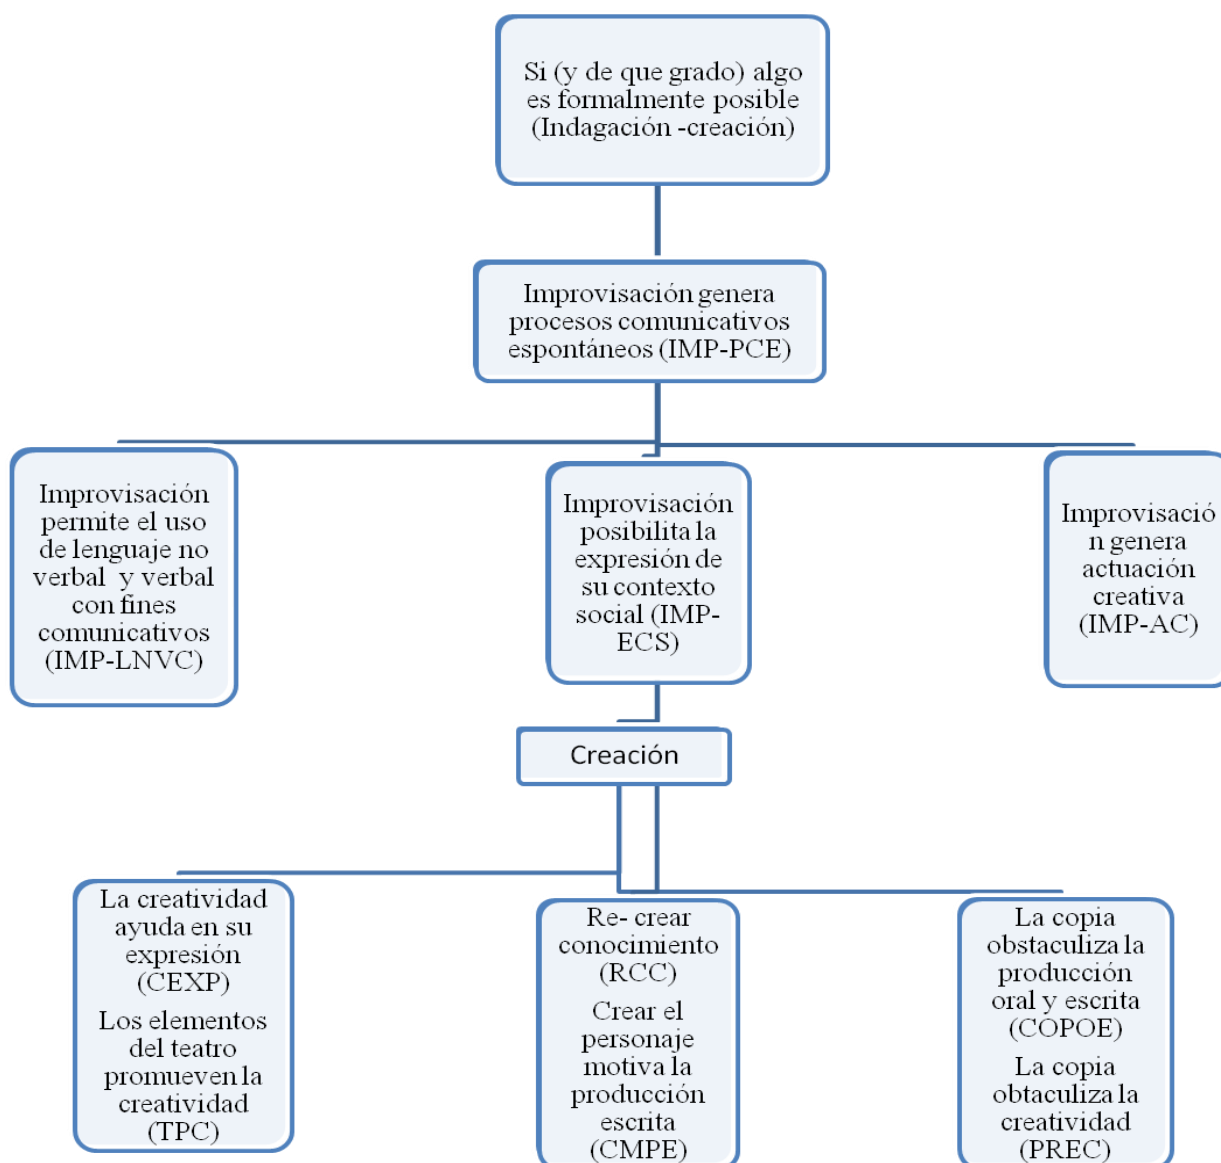 Si (y de que grado) algo
es formalmente posible
(Indagación -creación)
Improvisación genera
procesos comunicativos
espontáneos (IMP-PCE)
Improvisación
permite el uso
de lenguaje no
verbal y verbal
con fines
comunicativos
(IMP-LNVC)
Improvisación
posibilita la
expresión de
su contexto
social (IMP-
ECS)
Improvisació
n genera
actuación
creativa
(IMP-AC)
Creación
La creatividad
ayuda en su
expresión
(CEXP)
Los elementos
del teatro
promueven la
creatividad
(TPC)
Re- crear
conocimiento
(RCC)
Crear el
personaje
motiva la
producción
escrita
(CMPE)
La copia
obstaculiza la
producción
oral y escrita
(COPOE)
La copia
obtaculiza la
creatividad
(PREC)